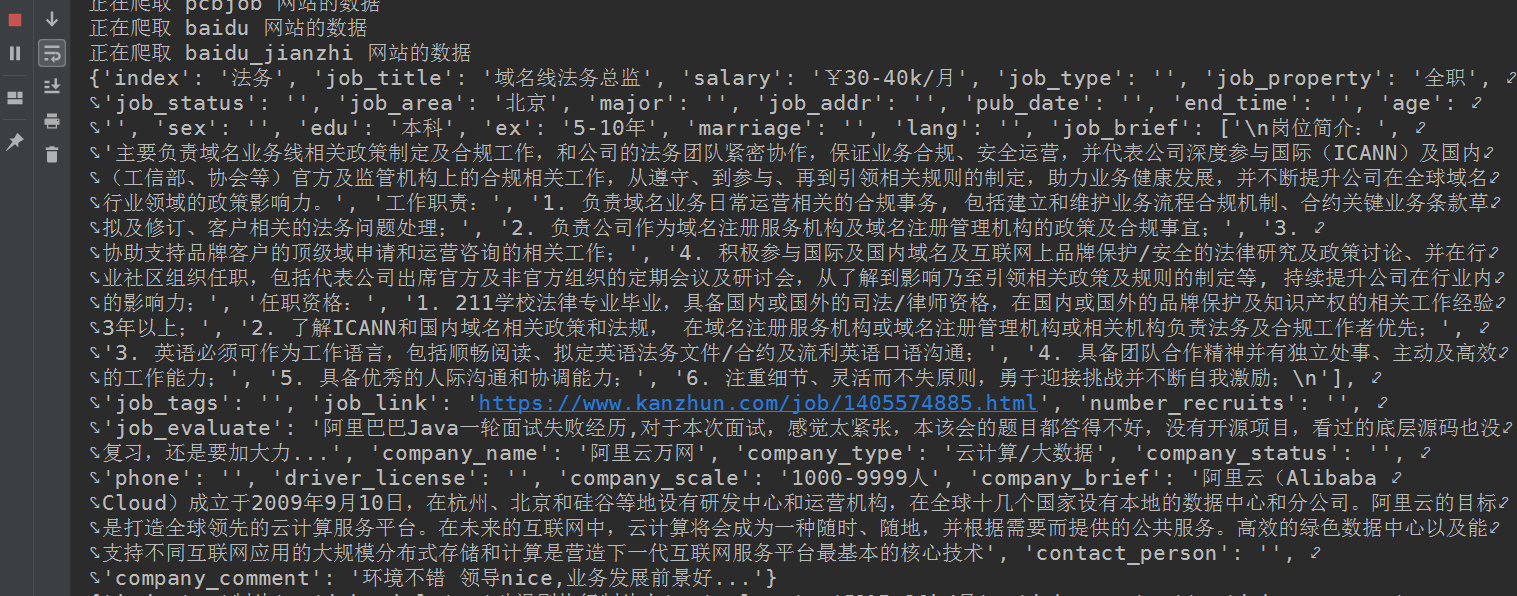 正在爬取 pcbjob 网站的数据
正在爬取 baidu 网站的数据
正在爬取 baidu_jianzhi 网站的数据
{'index': '法务', 'job_title': '域名线法务总监', 'salary': '￥30-40k/月', 'job_type': '', 'job_property': '全职',
'job_status': '', 'job_area': '北京', 'major': '', 'job_addr': '', 'pub_date': '', 'end_time': '', 'age':
'', 'sex': '', 'edu': '本科', 'ex': '5-10年', 'marriage': '', 'lang': '', 'job_brief': ['\n岗位简介：',
'主要负责域名业务线相关政策制定及合规工作，和公司的法务团队紧密协作，保证业务合规、安全运营，并代表公司深度参与国际（ICANN）及国内
（工信部、协会等）官方及监管机构上的合规相关工作，从遵守、到参与、再到引领相关规则的制定，助力业务健康发展，并不断提升公司在全球域名
行业领域的政策影响力。', '工作职责：', '1. 负责域名业务日常运营相关的合规事务, 包括建立和维护业务流程合规机制、合约关键业务条款草
拟及修订、客户相关的法务问题处理；', '2. 负责公司作为域名注册服务机构及域名注册管理机构的政策及合规事宜；', '3.
协助支持品牌客户的顶级域申请和运营咨询的相关工作；', '4. 积极参与国际及国内域名及互联网上品牌保护/安全的法律研究及政策讨论、并在行
业社区组织任职，包括代表公司出席官方及非官方组织的定期会议及研讨会，从了解到影响乃至引领相关政策及规则的制定等, 持续提升公司在行业内
的影响力；', '任职资格：', '1. 211学校法律专业毕业，具备国内或国外的司法/律师资格，在国内或国外的品牌保护及知识产权的相关工作经验
3年以上；', '2. 了解ICANN和国内域名相关政策和法规， 在域名注册服务机构或域名注册管理机构或相关机构负责法务及合规工作者优先；',
'3. 英语必须可作为工作语言，包括顺畅阅读、拟定英语法务文件/合约及流利英语口语沟通；', '4. 具备团队合作精神并有独立处事、主动及高效
的工作能力；', '5. 具备优秀的人际沟通和协调能力；', '6. 注重细节、灵活而不失原则，勇于迎接挑战并不断自我激励；\n'],
'job_tags': '', 'job_link': 'https://www.kanzhun.com/job/1405574885.html', 'number_recruits': '',
'job_evaluate': '阿里巴巴Java一轮面试失败经历,对于本次面试，感觉太紧张，本该会的题目都答得不好，没有开源项目，看过的底层源码也没
复习，还是要加大力...', 'company_name': '阿里云万网', 'company_type': '云计算/大数据', 'company_status': '',
'phone': '', 'driver_license': '', 'company_scale': '1000-9999人', 'company_brief': '阿里云（Alibaba
Cloud）成立于2009年9月10日，在杭州、北京和硅谷等地设有研发中心和运营机构，在全球十几个国家设有本地的数据中心和分公司。阿里云的目标
是打造全球领先的云计算服务平台。在未来的互联网中，云计算将会成为一种随时、随地，并根据需要而提供的公共服务。高效的绿色数据中心以及能
支持不同互联网应用的大规模分布式存储和计算是营造下一代互联网服务平台最基本的核心技术', 'contact_person': '',
'company_comment': '环境不错 领导nice,业务发展前景好...'}